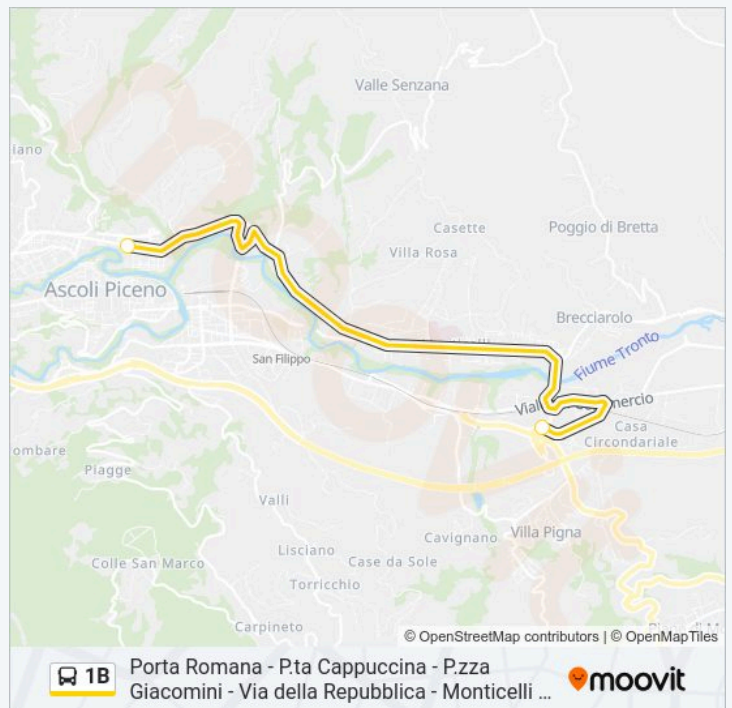 Valle Senzana
iano
Casette
Poggio di Bretta
Villa Rosa
Ascoli Piceno
Brecciarolo
Fiume Tronto
San Filippo
Vial
mercio
Casa
Circondariale
ombare
Piagge
Valli
Villa Pigna
Cavignano
Lisciano
Case da Sole
Colle San Marco
Torricchio
Carpineto
© OpenStreetMap contributors | © OpenMapTiles
1B
Porta Romana - P.ta Cappuccina - P.zza
Giacomini - Via della Repubblica - Monticelli ...
moovit